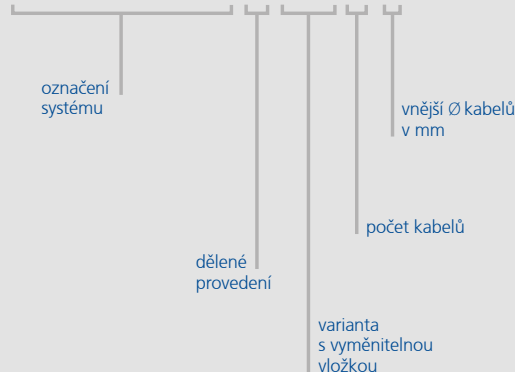 označení
systému
vnější Ø kabelů
v mm
počet kabelů
dělené
provedení
varianta
s vyměnitelnou
vložkou